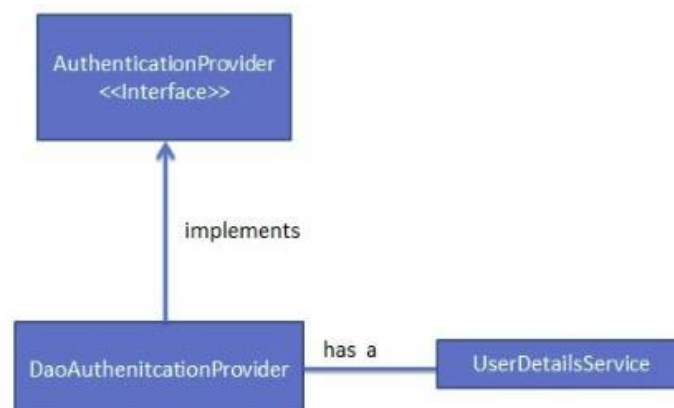 AuthenticationProvider
<<Interface>>
implements
DaoAuthenitcationProvider
has a
UserDetailsService